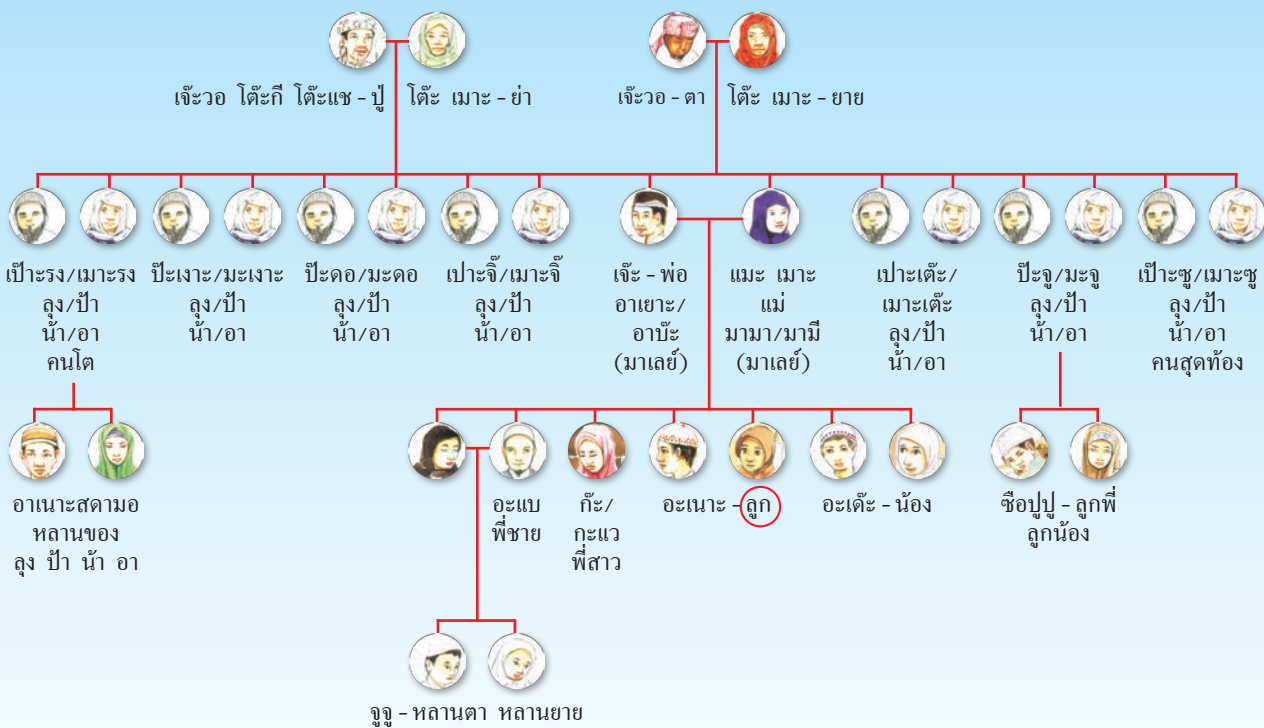 เจ๊ะวอ โต๊ะกี โต๊ะแช - ปู่
โต๊ะ เมาะ - ย่า
เจ๊ะวอ - ตา
โต๊ะ เมาะ - ยาย
เป๊าะรง/เมาะรง
ลุง/ป้า
น้า/อา
คนโต
ป๊ะเงาะ/มะเงาะ
ลุง/ป้า
น้า/อา
ป๊ะดอ/มะดอ
ลุง/ป้า
น้า/อา
เปาะจิ๊/เมาะจิ๊
ลุง/ป้า
น้า/อา
เจ๊ะ - พ่อ
อาเยาะ/
อาบ๊ะ
(มาเลย์)
แมะ เมาะ
แม่
มามา/มามี
(มาเลย์)
เปาะเต๊ะ/
เมาะเต๊ะ
ลุง/ป้า
น้า/อา
ป๊ะจู/มะจู
ลุง/ป้า
น้า/อา
เป๊าะซู/เมาะซู
ลุง/ป้า
น้า/อา
คนสุดท้อง
อาเนาะสดามอ
หลานของ
ลุง ป้า น้า อา
อะแบ
พี่ชาย
ก๊ะ/
กะแว
พี่สาว
อะเนาะ - ลูก
อะเด๊ะ - น้อง
ซือปูปู - ลูกพี่
ลูกน้อง
จูจู - หลานตา หลานยาย